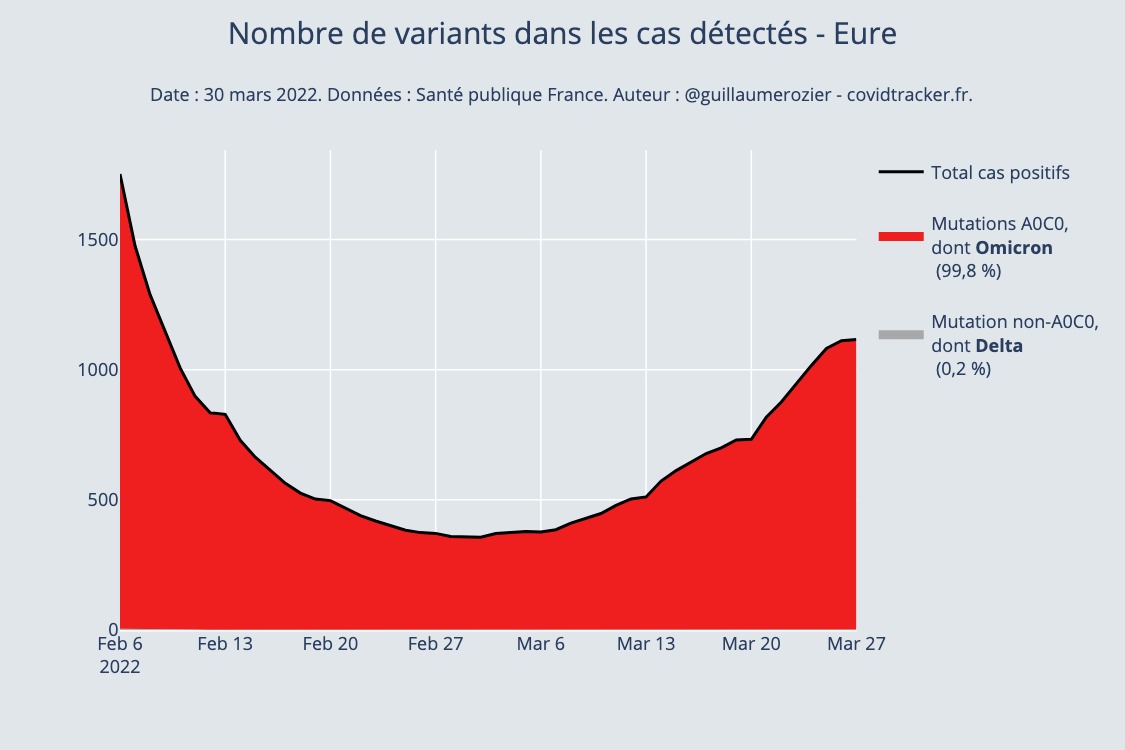 Nombre de variants dans les cas détectés - Eure
Date : 30 mars 2022. Données : Santé publique France. Auteur : @guillaumerozier - covidtracker.fr.
Total cas positifs
Mutations A0C0,
dont Omicron
(99,8 %)
Mutation non-A0C0,
dont Delta
(0,2 %)
1500
1000
500
0
Feb 6 Feb 13 Feb 20 Feb 27 Mar 6 Mar 13 Mar 20 Mar 27
2022